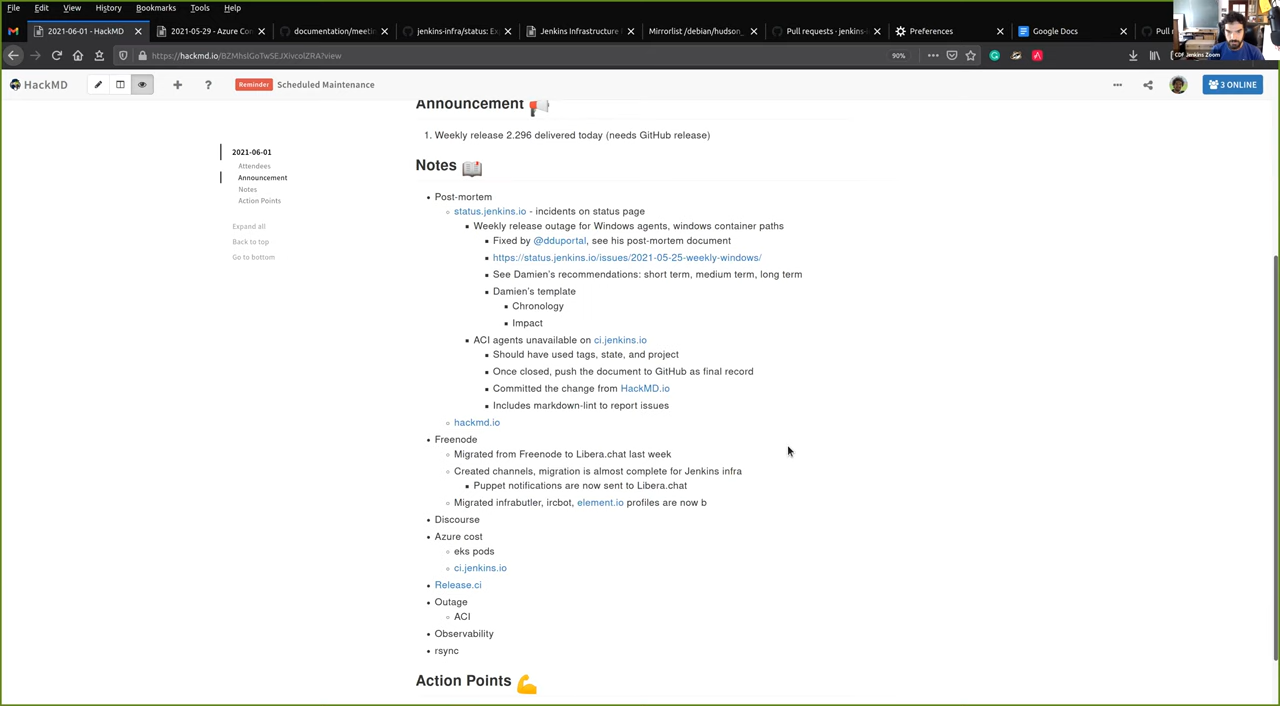 File Edit View History Bookmarks Tools Help
2021-06-01 - HackMD
2021-05-29 - Azure Co
documentation/meeti
jenkins-infra/status: E
Jenkins Infrastructure
Mirrorlist /debian/hudson_
Pull requests · jenkins-
Preferences
Google Docs
Pull r
CDF Jenkins Zoom
https://hackmd.io/BZMhslGoTwSEJXivcolZRA?view
90%
HackMD
Reminder Scheduled Maintenance
3 ONLINE
2021-06-01
Attendees
Announcement
Notes
Action Points
Expand all
Back to top
Go to bottom
Announcement
1. Weekly release 2.296 delivered today (needs GitHub release)
Notes
Post-mortem
status.jenkins.io - incidents on status page
Weekly release outage for Windows agents, windows container paths
Fixed by @dduportal, see his post-mortem document
https://status.jenkins.io/issues/2021-05-25-weekly-windows/
See Damien's recommendations: short term, medium term, long term
Damien's template
Chronology
Impact
ACI agents unavailable on ci.jenkins.io
Should have used tags, state, and project
Once closed, push the document to GitHub as final record
Committed the change from HackMD.io
Includes markdown-lint to report issues
hackmd.io
Freenode
Migrated from Freenode to Libera.chat last week
Created channels, migration is almost complete for Jenkins infra
Puppet notifications are now sent to Libera.chat
Migrated infrabutler, ircbot, element.io profiles are now b
Discourse
Azure cost
eks pods
ci.jenkins.io
Release.ci
Outage
ACI
Observability
rsync
Action Points